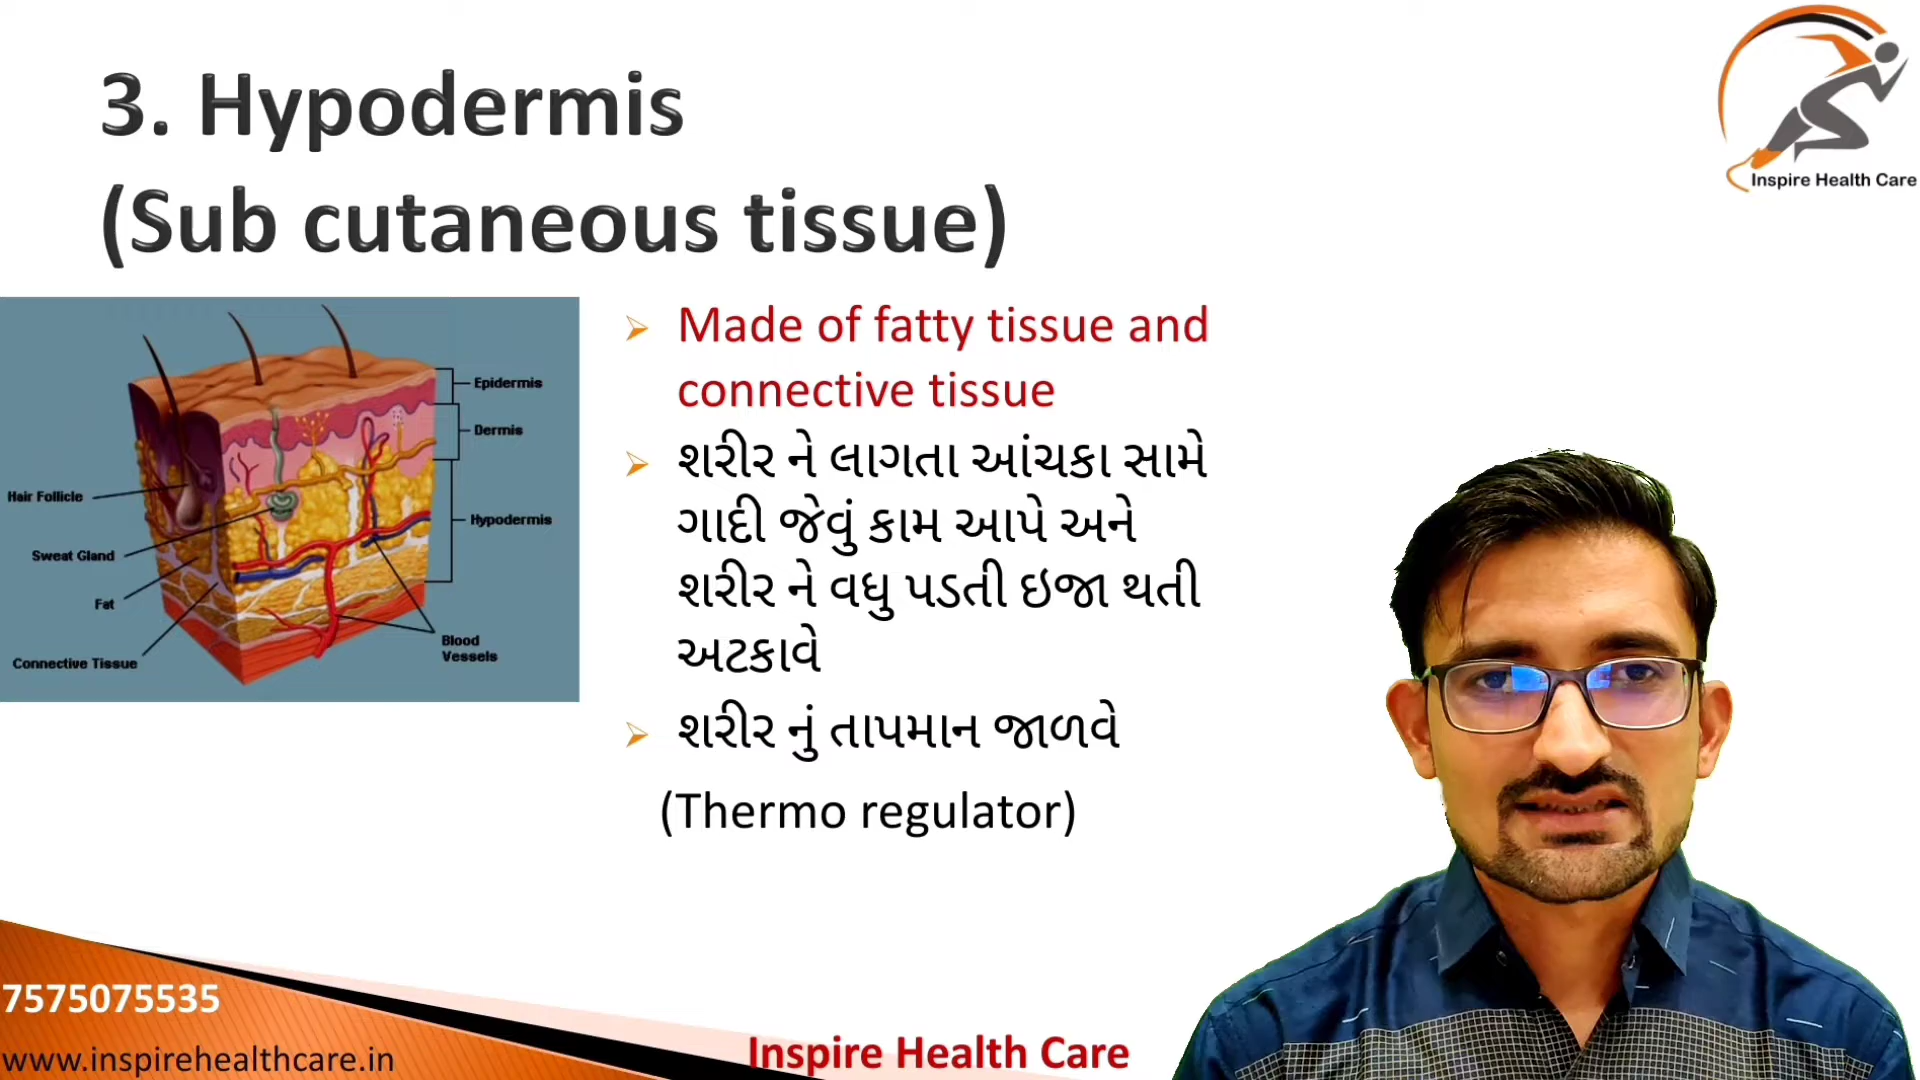 3. Hypodermis
(Sub cutaneous tissue)
Inspire Health Care
Epidermis
Dermis
Hair Follicle
Hypodermis
Sweat Gland
Fat
Blood
Vessels
Connective Tissue
Made of fatty tissue and
connective tissue
શરીર ને લાગતા આંચકા સામે
ગાદી જેવું કામ આપે અને
શરીર ને વધુ પડતી ઇજા થતી
અટકાવે
શરીર નું તાપમાન જાળવે
(Thermo regulator)
7575075535
www.inspirehealthcare.in
Inspire Health Care